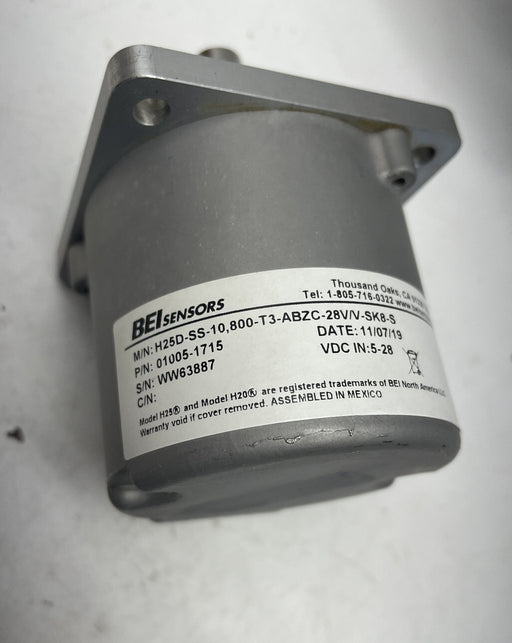 BEI SENSORS
Thousand Oaks, CA
Tel: 1-805-716-0322
M/N: H25D-SS-10,800-T3-ABZC-28V/V-SK8-S
P/N: 01005-1715
DATE: 11/07/19
S/N: WW63887
VDC IN:5-28
C/N:
Model H25® and Model H20® are registered trademarks of BEI North America
Warranty void if cover removed. ASSEMBLED IN MEXICO